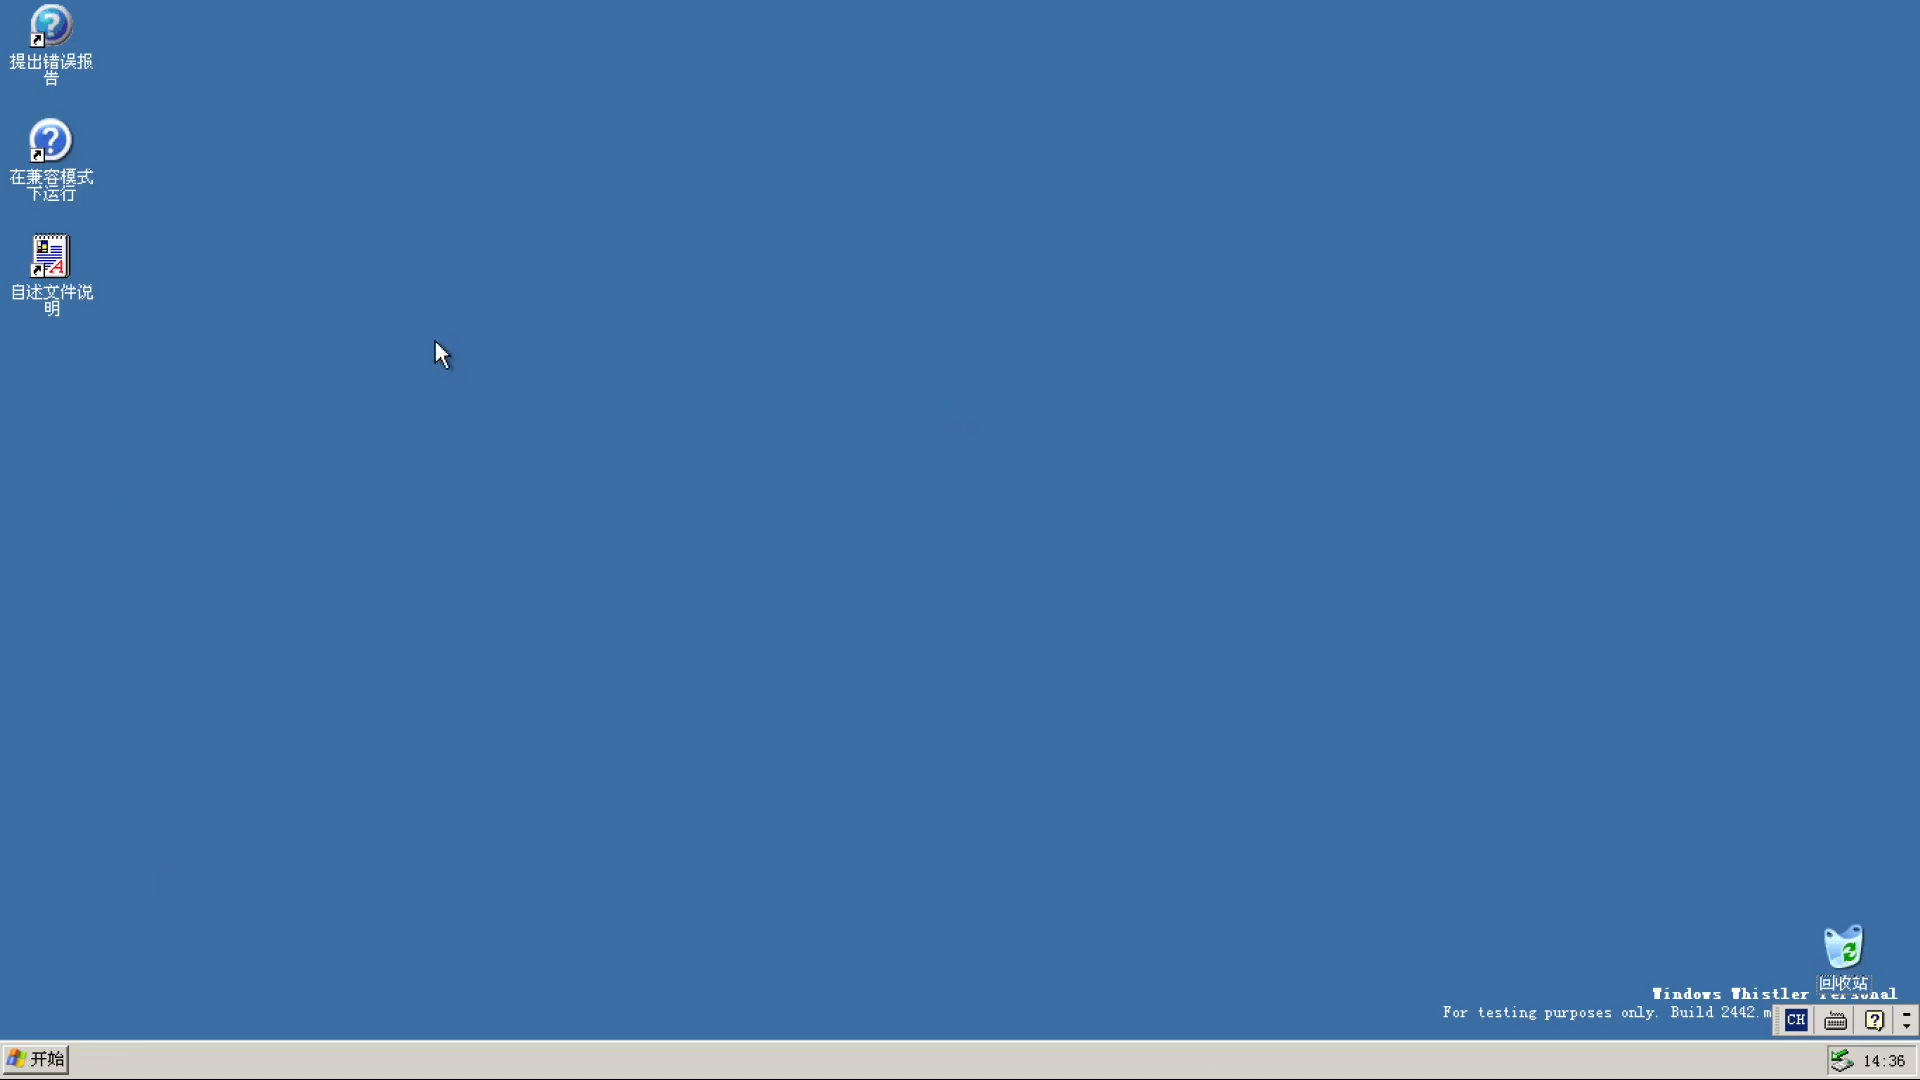 提出错误报
告
在兼容模式
下运行
自述文件说
明
回收站
Windows Whistler Personal
For testing purposes only. Build 2442.m
CH
开始
14:36